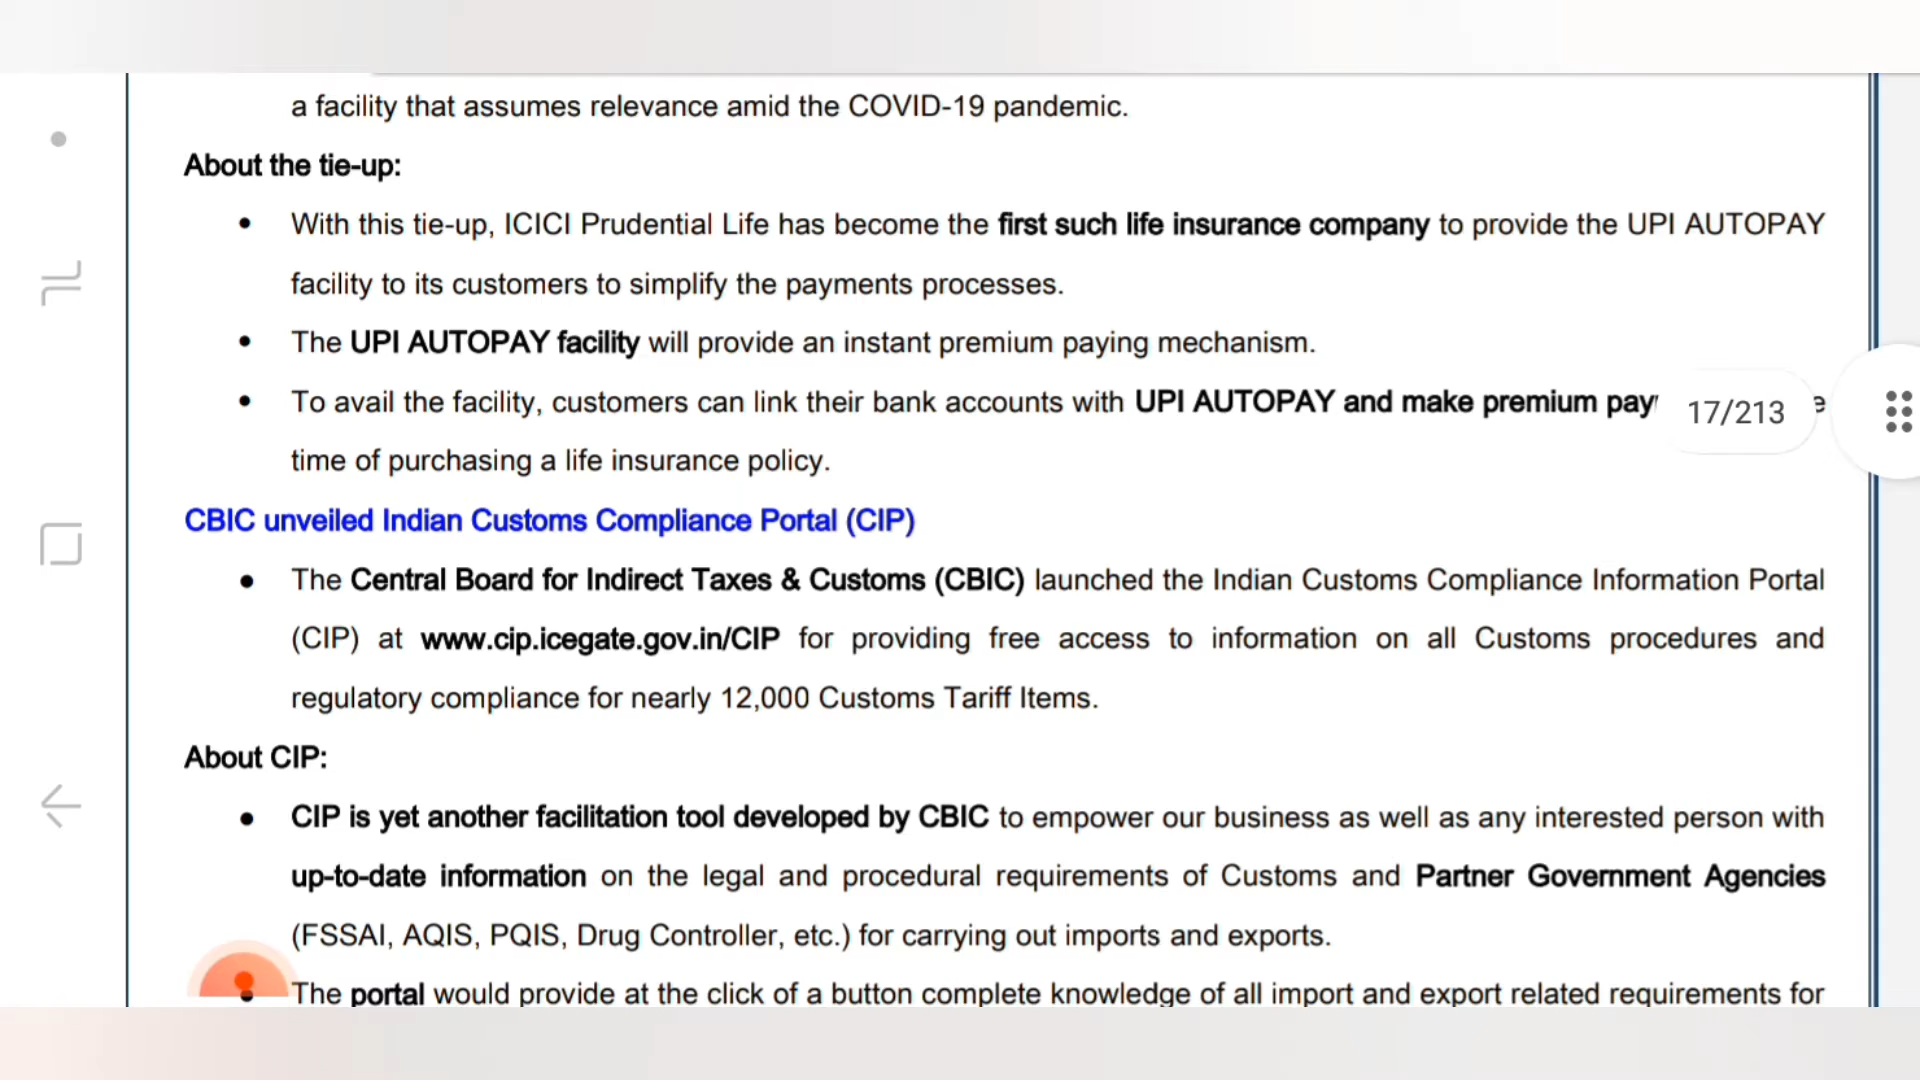 a facility that assumes relevance amid the COVID-19 pandemic.
About the tie-up:
• With this tie-up, ICICI Prudential Life has become the first such life insurance company to provide the UPI AUTOPAY
facility to its customers to simplify the payments processes.
• The UPI AUTOPAY facility will provide an instant premium paying mechanism.
• To avail the facility, customers can link their bank accounts with UPI AUTOPAY and make premium
17/213
time of purchasing a life insurance policy.
CBIC unveiled Indian Customs Compliance Portal (CIP)
• The Central Board for Indirect Taxes & Customs (CBIC) launched the Indian Customs Compliance Information Portal
(CIP) at www.cip.icegate.gov.in/CIP for providing free access to information on all Customs procedures and
regulatory compliance for nearly 12,000 Customs Tariff Items.
About CIP:
• CIP is yet another facilitation tool developed by CBIC to empower our business as well as any interested person with
up-to-date information on the legal and procedural requirements of Customs and Partner Government Agencies
(FSSAI, AQIS, PQIS, Drug Controller, etc.) for carrying out imports and exports.
• The portal would provide at the click of a button complete knowledge of all import and export related requirements for